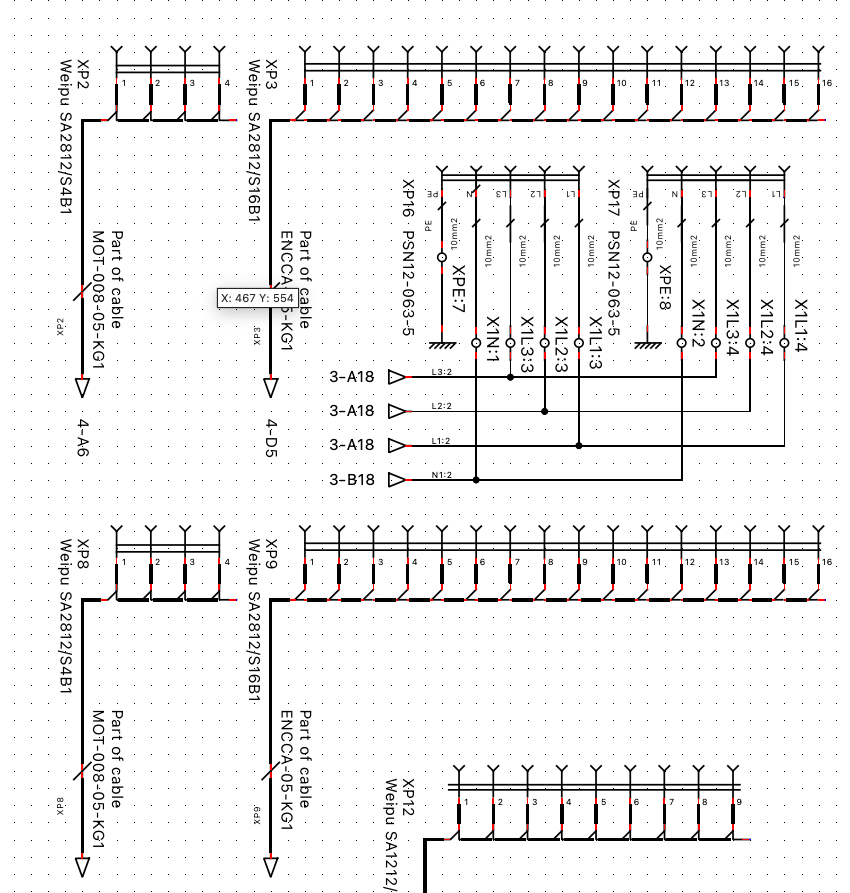 XP2
Weipu SA2812/S4B1
1 2 3 4
Part of cable
MOT-008-05-KG1
XP2
4-A6
XP3
Weipu SA2812/S16B1
1 2 3 4 5 6 7 8 9 10 11 12 13 14 15 16
Part of cable
X: 467 Y: 554
XP3
4-D5
XP16 PSN12-063-5
PE N L3 L2 L1
PE
10mm2 10mm2 10mm2 10mm2 10mm2
XPE:7
X1N:1
X1L3:3
X1L2:3
X1L1:3
XP17 PSN12-063-5
PE N L3 L2 L1
PE
10mm2 10mm2 10mm2 10mm2 10mm2
XPE:8
X1N:2
X1L3:4
X1L2:4
X1L1:4
3-A18 L3:2
3-A18 L2:2
3-A18 L1:2
3-B18 N1:2
XP8
Weipu SA2812/S4B1
1 2 3 4
Part of cable
MOT-008-05-KG1
XP8
XP9
Weipu SA2812/S16B1
1 2 3 4 5 6 7 8 9 10 11 12 13 14 15 16
Part of cable
ENCCA-05-KG1
XP9
XP12
Weipu SA1212/
1 2 3 4 5 6 7 8 9